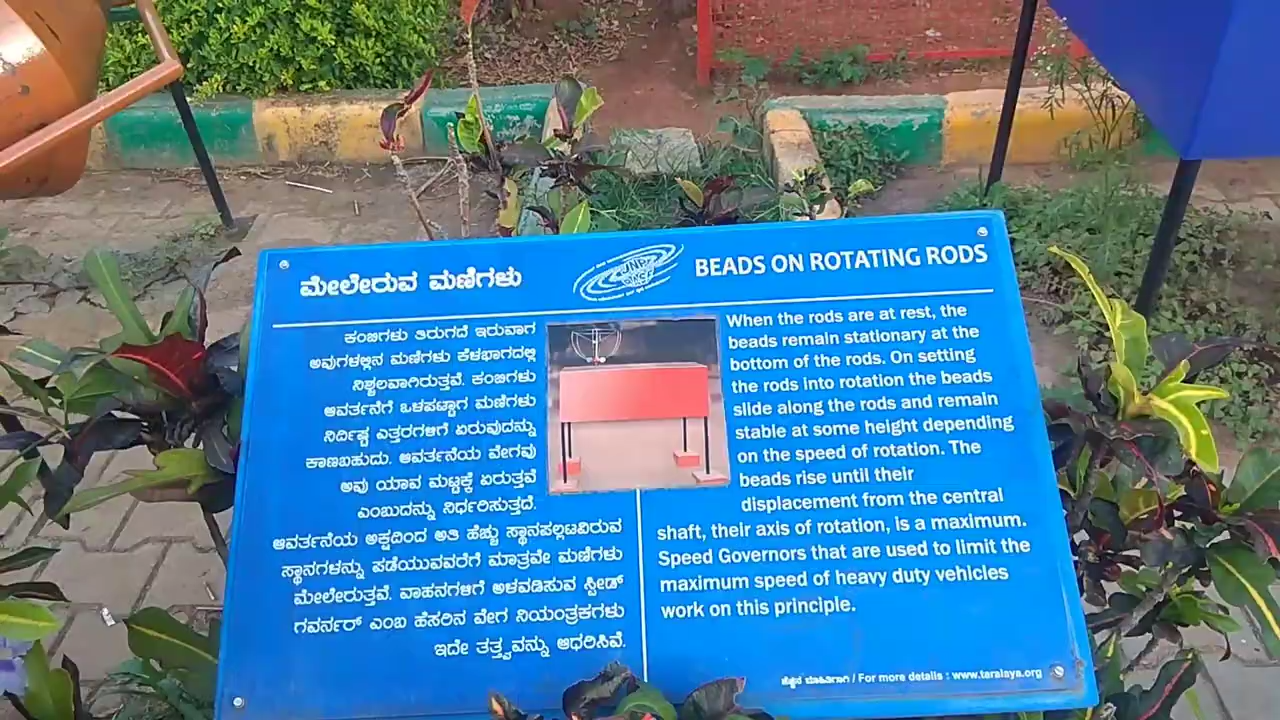 ಮೇಲೇರುವ ಮಣಿಗಳು
BEADS ON ROTATING RODS
ಕಂಬಿಗಳು ತಿರುಗದೆ ಇರುವಾಗ
ಅವುಗಳಲ್ಲಿನ ಮಣಿಗಳು ಕೆಳಭಾಗದಲ್ಲಿ
ನಿಶ್ಚಲವಾಗಿರುತ್ತವೆ. ಕಂಬಿಗಳು
ಆವರ್ತನೆಗೆ ಒಳಪಟ್ಟಾಗ ಮಣಿಗಳು
ನಿರ್ದಿಷ್ಟ ಎತ್ತರಗಳಿಗೆ ಏರುವುದನ್ನು
ಕಾಣಬಹುದು. ಆವರ್ತನೆಯ ವೇಗವು
ಅವು ಯಾವ ಮಟ್ಟಕ್ಕೆ ಏರುತ್ತವೆ
ಎಂಬುದನ್ನು ನಿರ್ಧರಿಸುತ್ತದೆ.
ಆವರ್ತನೆಯ ಅಕ್ಷದಿಂದ ಅತಿ ಹೆಚ್ಚು ಸ್ಥಾನಪಲ್ಲಟವಿರುವ
ಸ್ಥಾನಗಳನ್ನು ಪಡೆಯುವವರೆಗೆ ಮಾತ್ರವೇ ಮಣಿಗಳು
ಮೇಲೇರುತ್ತವೆ. ವಾಹನಗಳಿಗೆ ಅಳವಡಿಸುವ ಸ್ಪೀಡ್
ಗವರ್ನರ್ ಎಂಬ ಹೆಸರಿನ ವೇಗ ನಿಯಂತ್ರಕಗಳು
ಇದೇ ತತ್ತ್ವವನ್ನು ಆಧರಿಸಿವೆ.
When the rods are at rest, the
beads remain stationary at the
bottom of the rods. On setting
the rods into rotation the beads
slide along the rods and remain
stable at some height depending
on the speed of rotation. The
beads rise until their
displacement from the central
shaft, their axis of rotation, is a maximum.
Speed Governors that are used to limit the
maximum speed of heavy duty vehicles
work on this principle.
ಹೆಚ್ಚಿನ ಮಾಹಿತಿಗಾಗಿ / For more details : www.taralaya.org